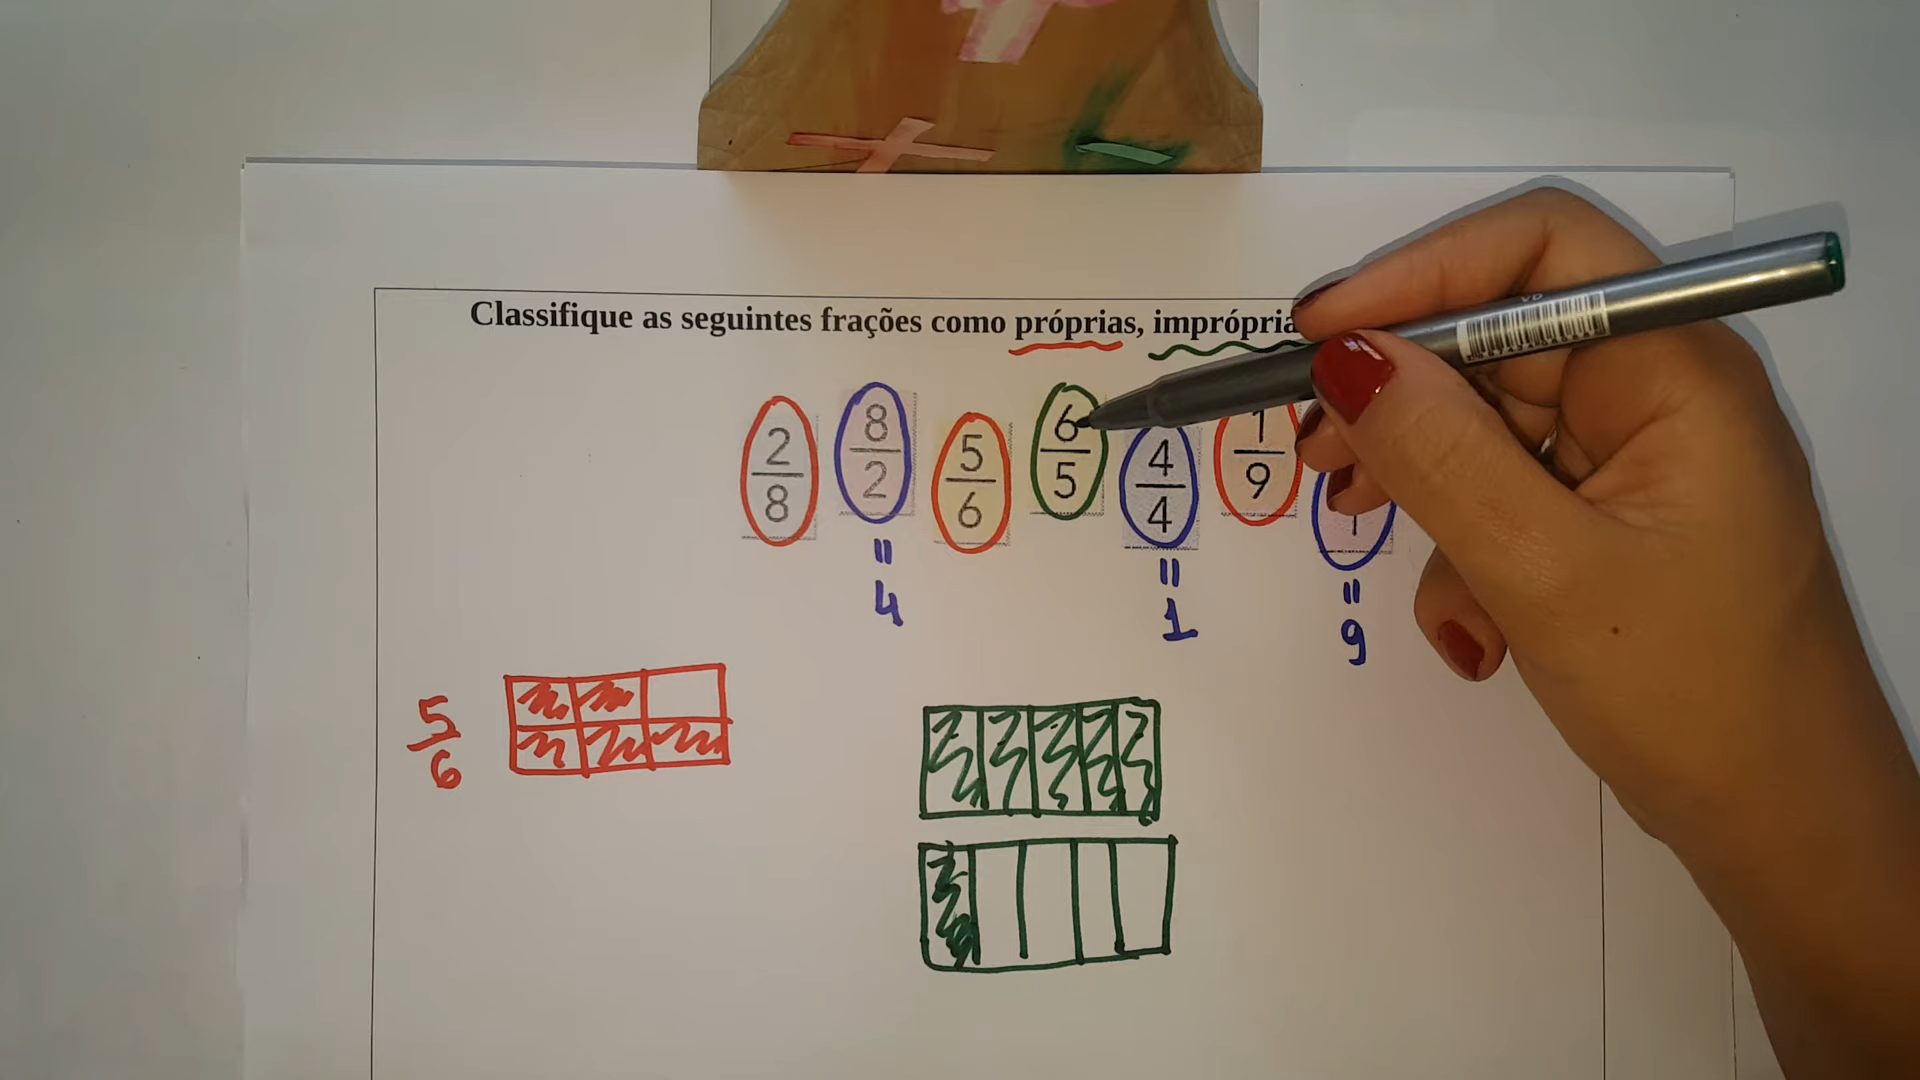 Classifique as seguintes frações como próprias,
2/8 8/2 5/6 6/5 4/4 1/9
= 4 = 1 = 9
5/6